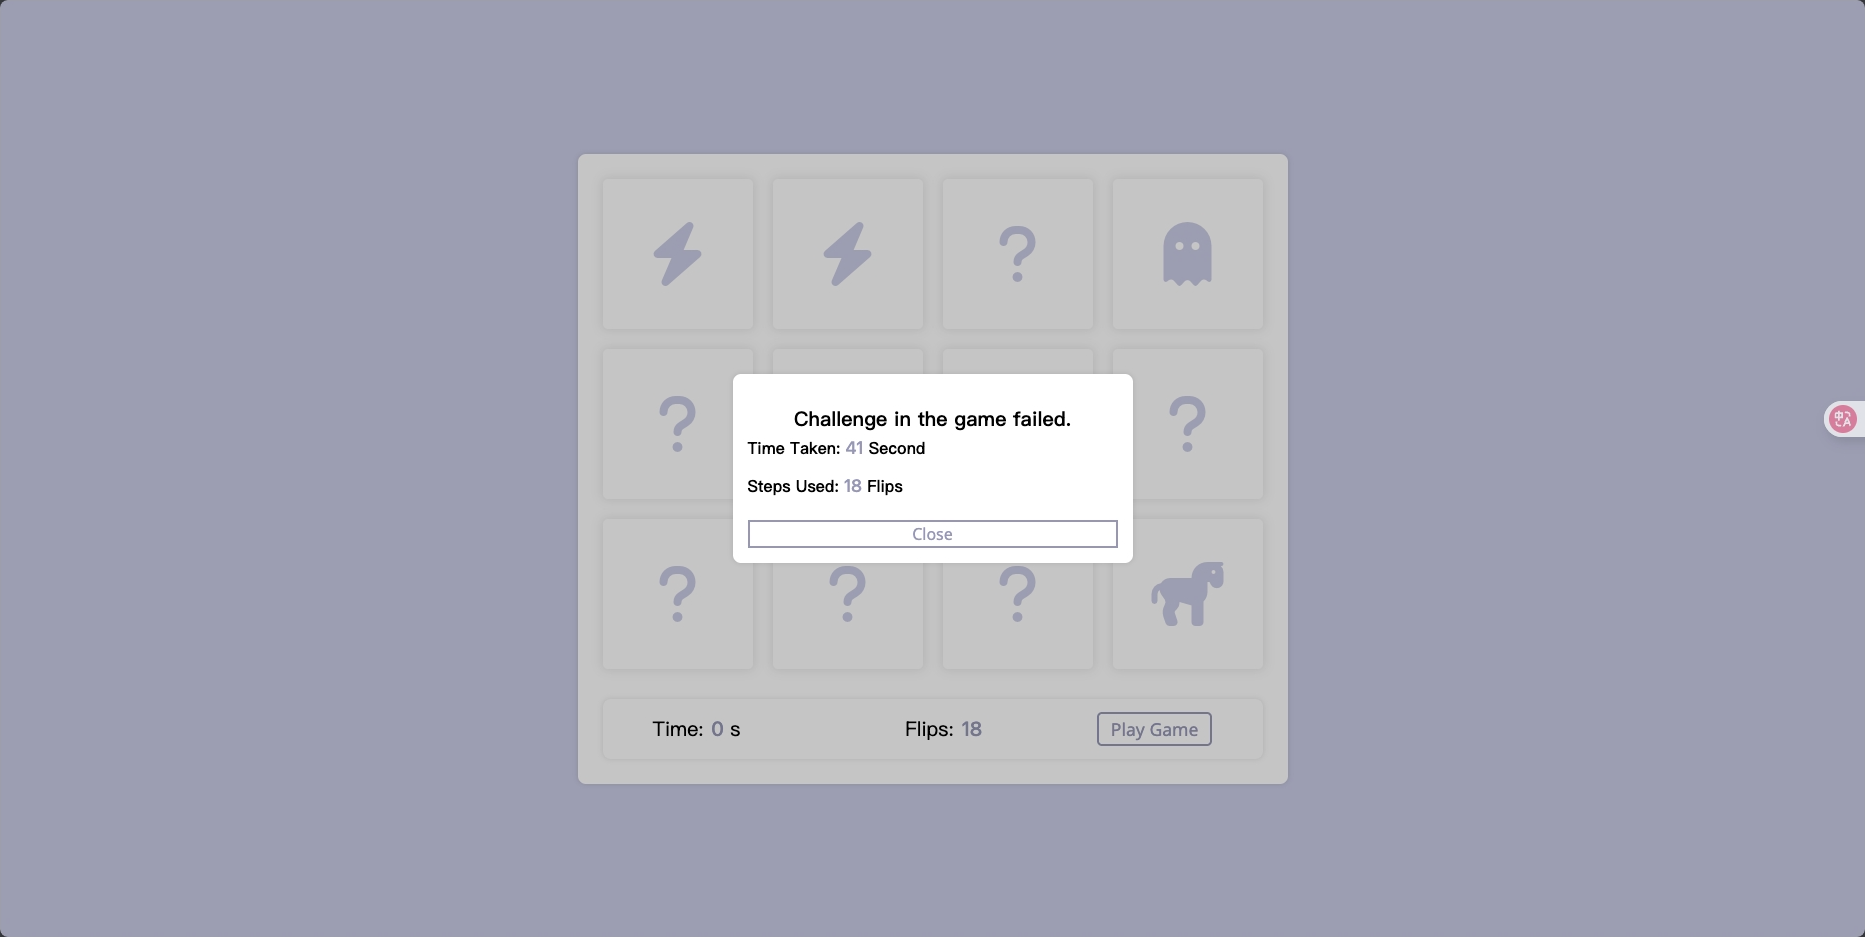 ?
Challenge in the game failed.
? ?
Time Taken: 41 Second
Steps Used: 18 Flips
Close
? ? ?
Time: 0 s Flips: 18 Play Game